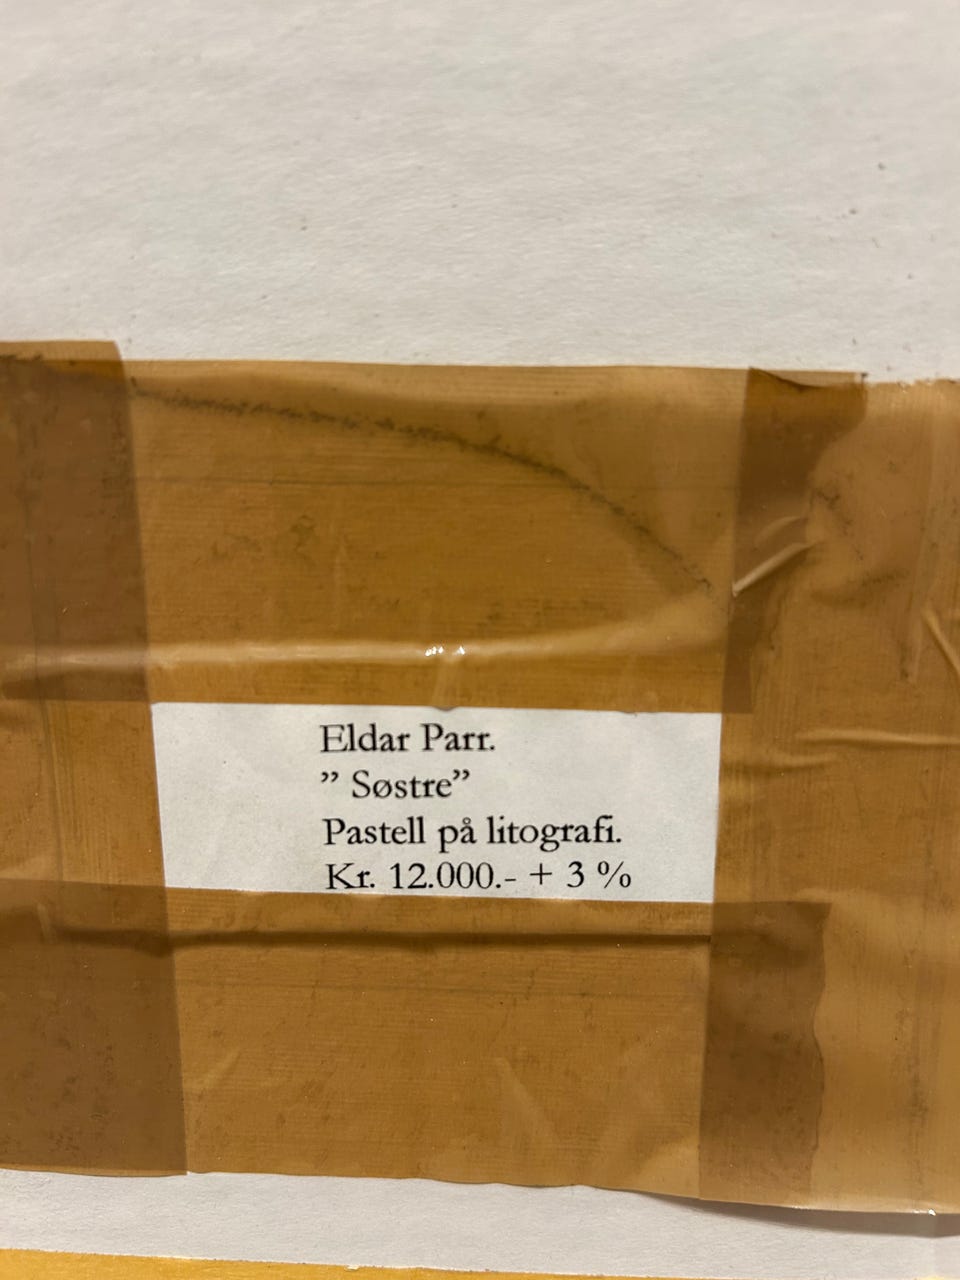 Eldar Parr.
” Søstre”
Pastell på litografi.
Kr. 12.000.- + 3 %